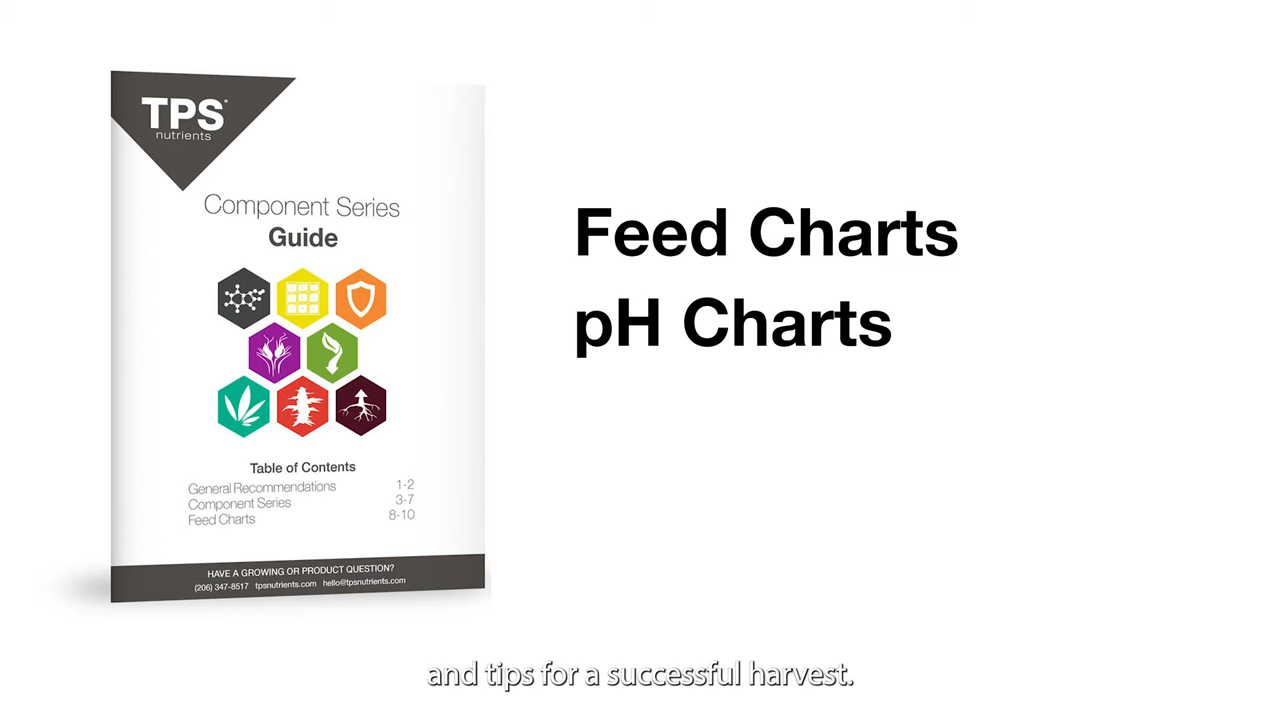 TPS®
nutrients
Component Series
Guide
Table of Contents
General Recommendations 1-2
Component Series 3-7
Feed Charts 8-10
HAVE A GROWING OR PRODUCT QUESTION?
(206) 347-8517 tpsnutrients.com hello@tpsnutrients.com
Feed Charts
pH Charts
and tips for a successful harvest.